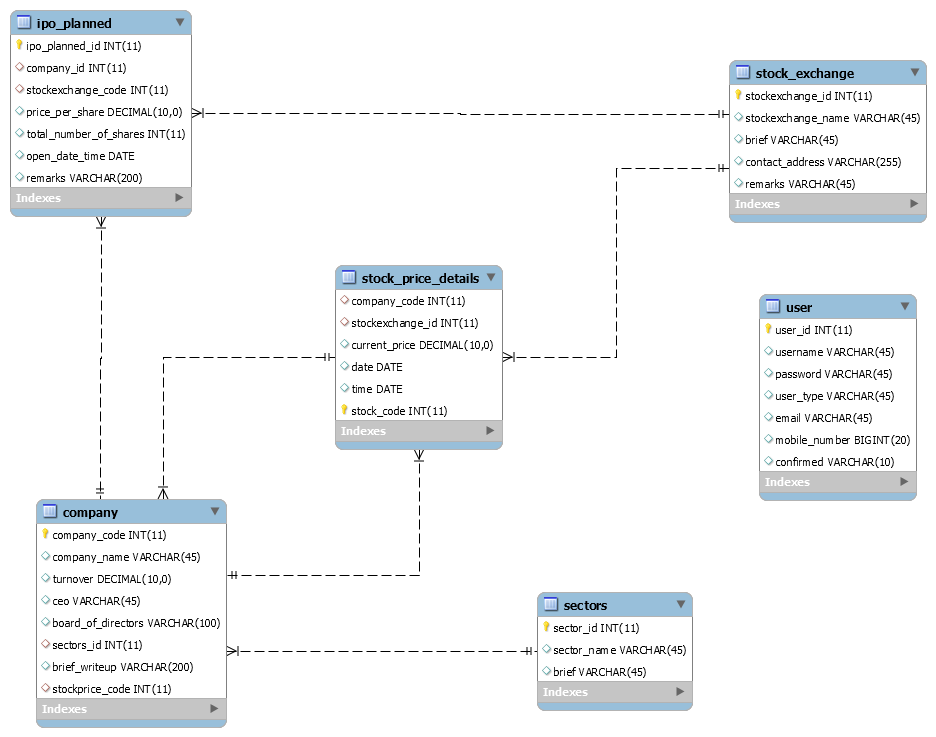 ipo_planned
ipo_planned_id INT(11)
company_id INT(11)
stockexchange_code INT(11)
price_per_share DECIMAL(10,0)
total_number_of_shares INT(11)
open_date_time DATE
remarks VARCHAR(200)
Indexes
stock_exchange
stockexchange_id INT(11)
stockexchange_name VARCHAR(45)
brief VARCHAR(45)
contact_address VARCHAR(255)
remarks VARCHAR(45)
Indexes
stock_price_details
company_code INT(11)
stockexchange_id INT(11)
current_price DECIMAL(10,0)
date DATE
time DATE
stock_code INT(11)
Indexes
user
user_id INT(11)
username VARCHAR(45)
password VARCHAR(45)
user_type VARCHAR(45)
email VARCHAR(45)
mobile_number BIGINT(20)
confirmed VARCHAR(10)
Indexes
company
company_code INT(11)
company_name VARCHAR(45)
turnover DECIMAL(10,0)
ceo VARCHAR(45)
board_of_directors VARCHAR(100)
sectors_id INT(11)
brief_writeup VARCHAR(200)
stockprice_code INT(11)
Indexes
sectors
sector_id INT(11)
sector_name VARCHAR(45)
brief VARCHAR(45)
Indexes